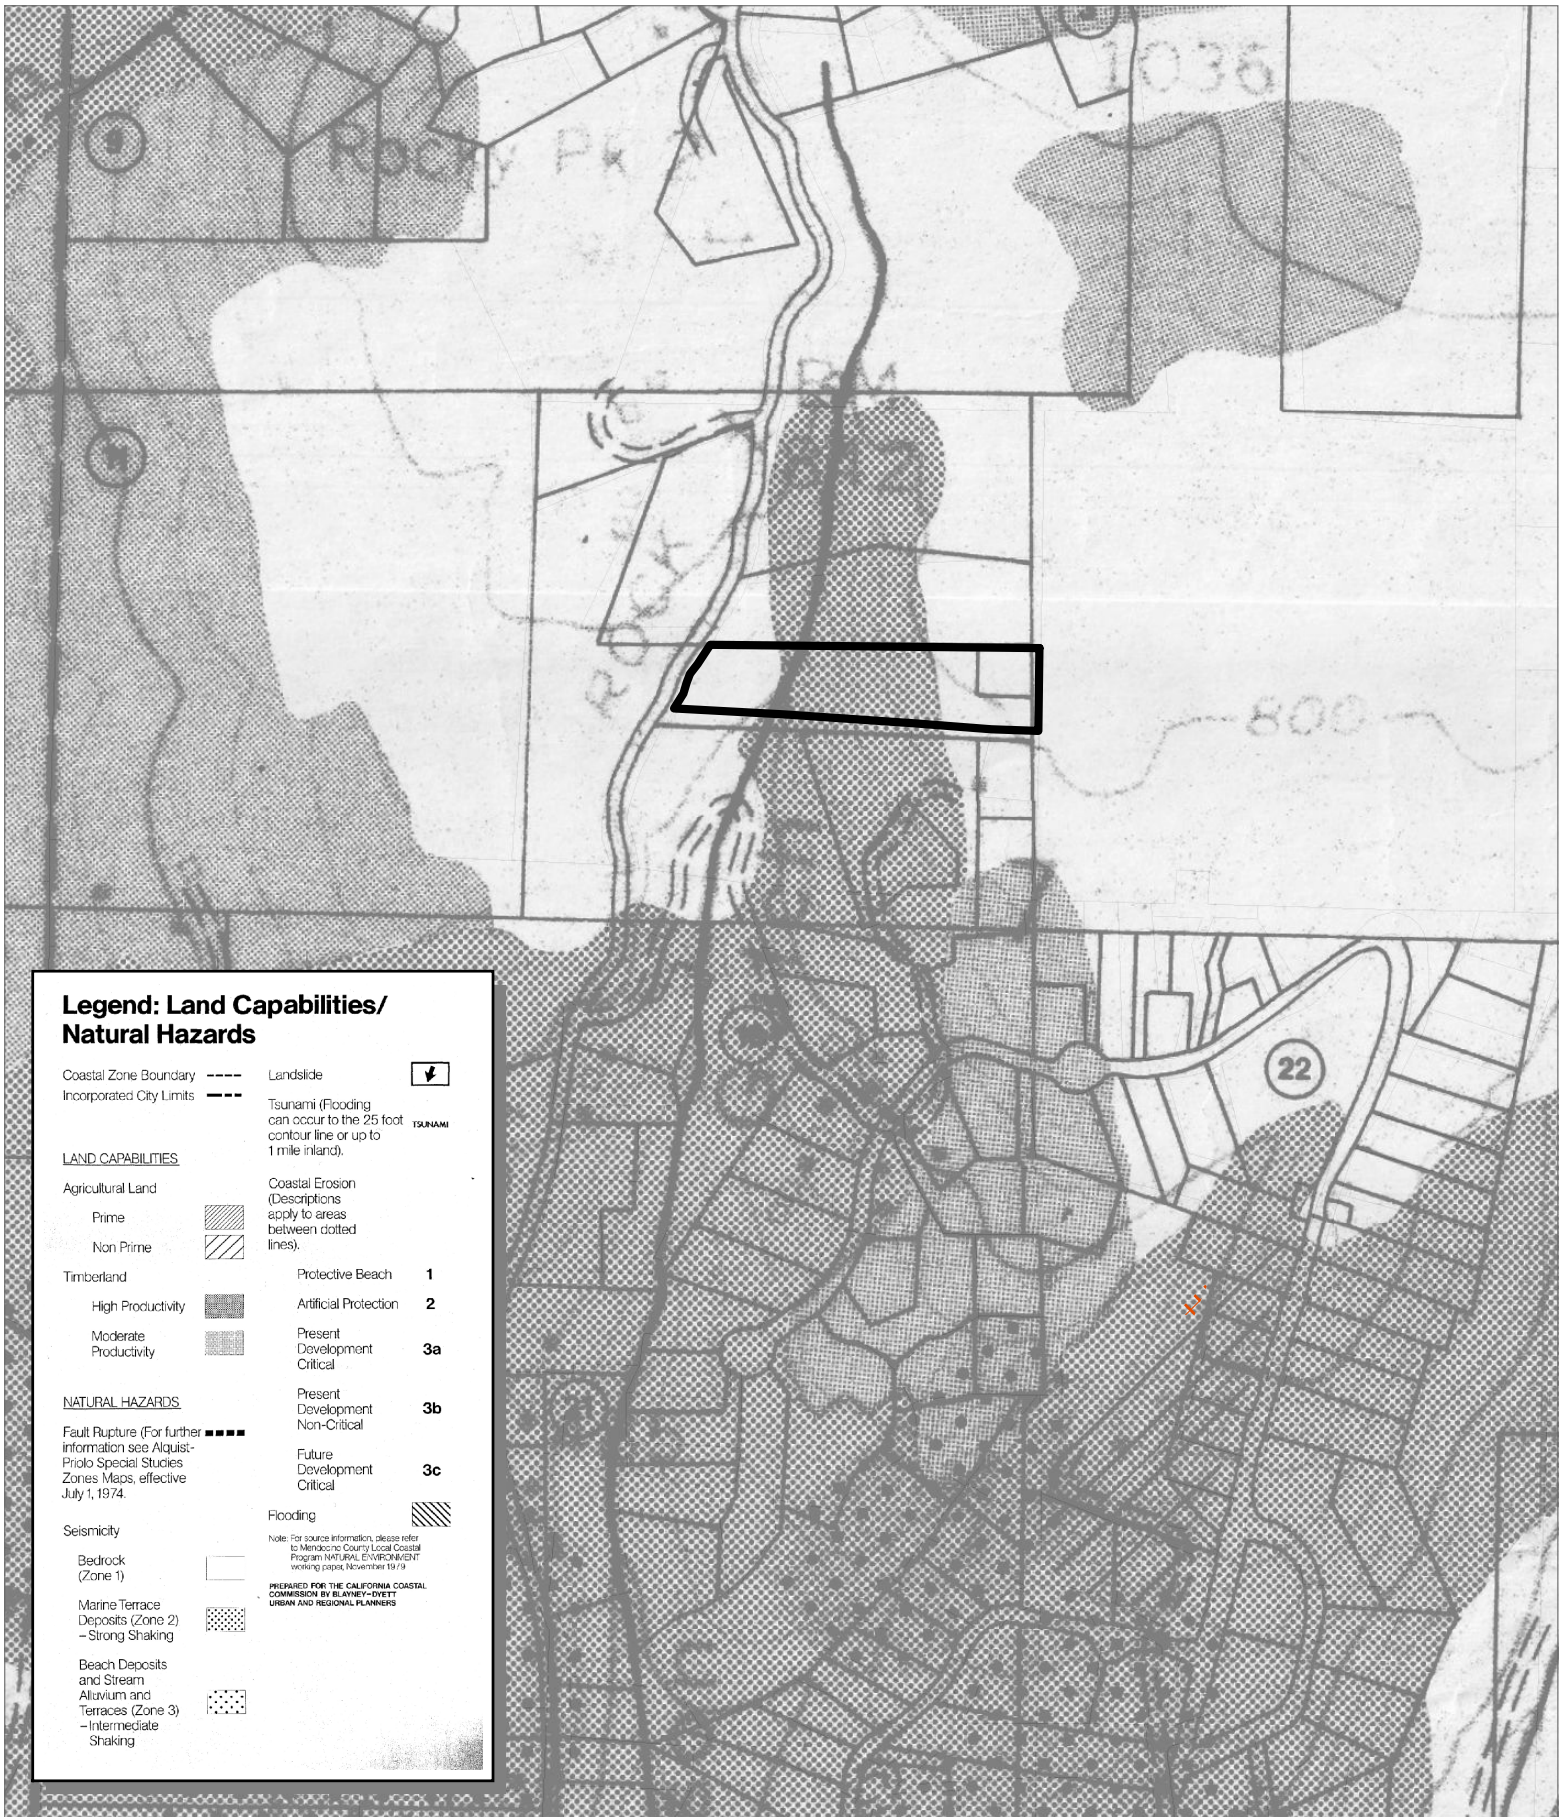 1036
9
Rocky Pk
RM
842
ROCK
800
22
Legend: Land Capabilities/
Natural Hazards
Coastal Zone Boundary
Incorporated City Limits
LAND CAPABILITIES
Agricultural Land
Prime
Non Prime
Timberland
High Productivity
Moderate
Productivity
NATURAL HAZARDS
Fault Rupture (For further
information see Alquist-
Priolo Special Studies
Zones Maps, effective
July 1, 1974.
Seismicity
Bedrock
(Zone 1)
Marine Terrace
Deposits (Zone 2)
– Strong Shaking
Beach Deposits
and Stream
Alluvium and
Terraces (Zone 3)
– Intermediate
Shaking
Landslide
Tsunami (Flooding
can occur to the 25 foot
contour line or up to
1 mile inland).
TSUNAMI
Coastal Erosion
(Descriptions
apply to areas
between dotted
lines).
Protective Beach 1
Artificial Protection 2
Present
Development
Critical
3a
Present
Development
Non-Critical
3b
Future
Development
Critical
3c
Flooding
Note: For source information, please refer
to Mendocino County Local Coastal
Program NATURAL ENVIRONMENT
working paper, November 1979
PREPARED FOR THE CALIFORNIA COASTAL
COMMISSION BY BLAYNEY–DYETT
URBAN AND REGIONAL PLANNERS